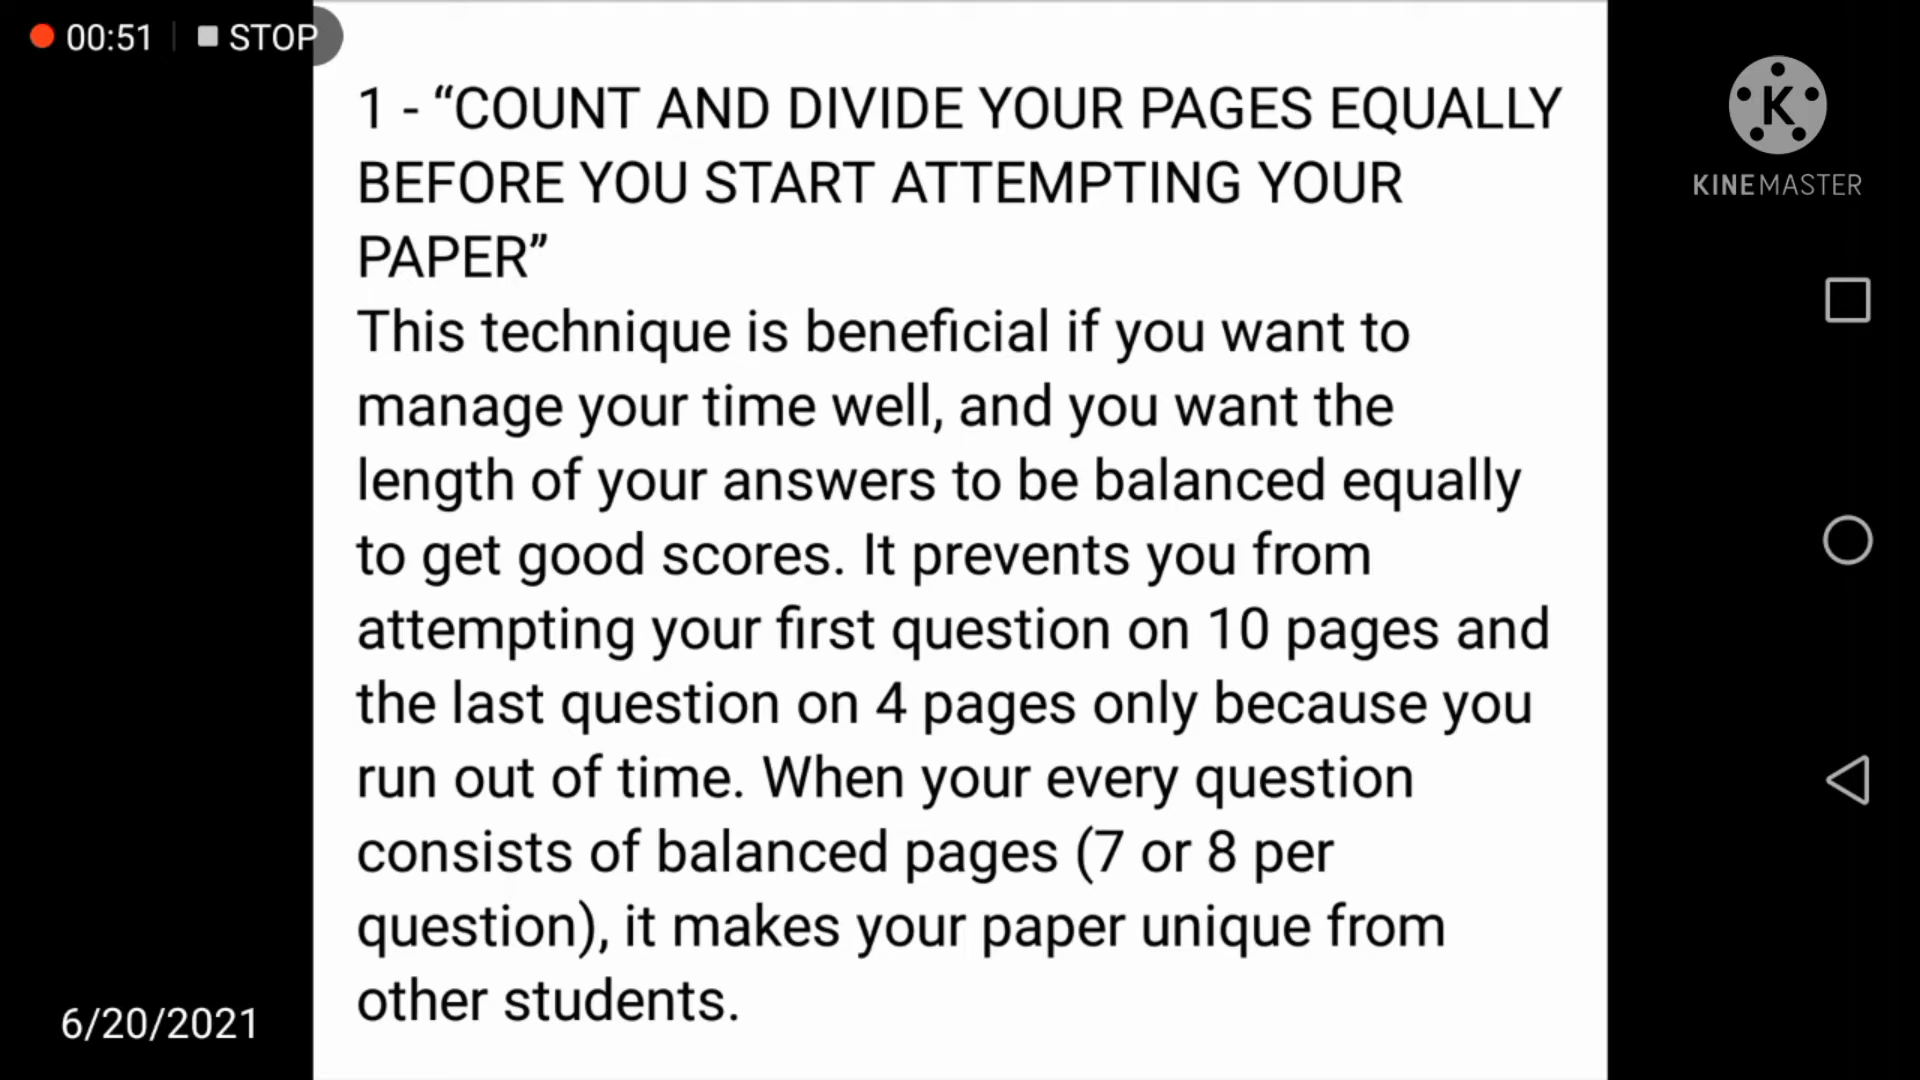 00:51
STOP
1 - “COUNT AND DIVIDE YOUR PAGES EQUALLY
BEFORE YOU START ATTEMPTING YOUR
PAPER”
This technique is beneficial if you want to
manage your time well, and you want the
length of your answers to be balanced equally
to get good scores. It prevents you from
attempting your first question on 10 pages and
the last question on 4 pages only because you
run out of time. When your every question
consists of balanced pages (7 or 8 per
question), it makes your paper unique from
other students.
K
KINEMASTER
6/20/2021